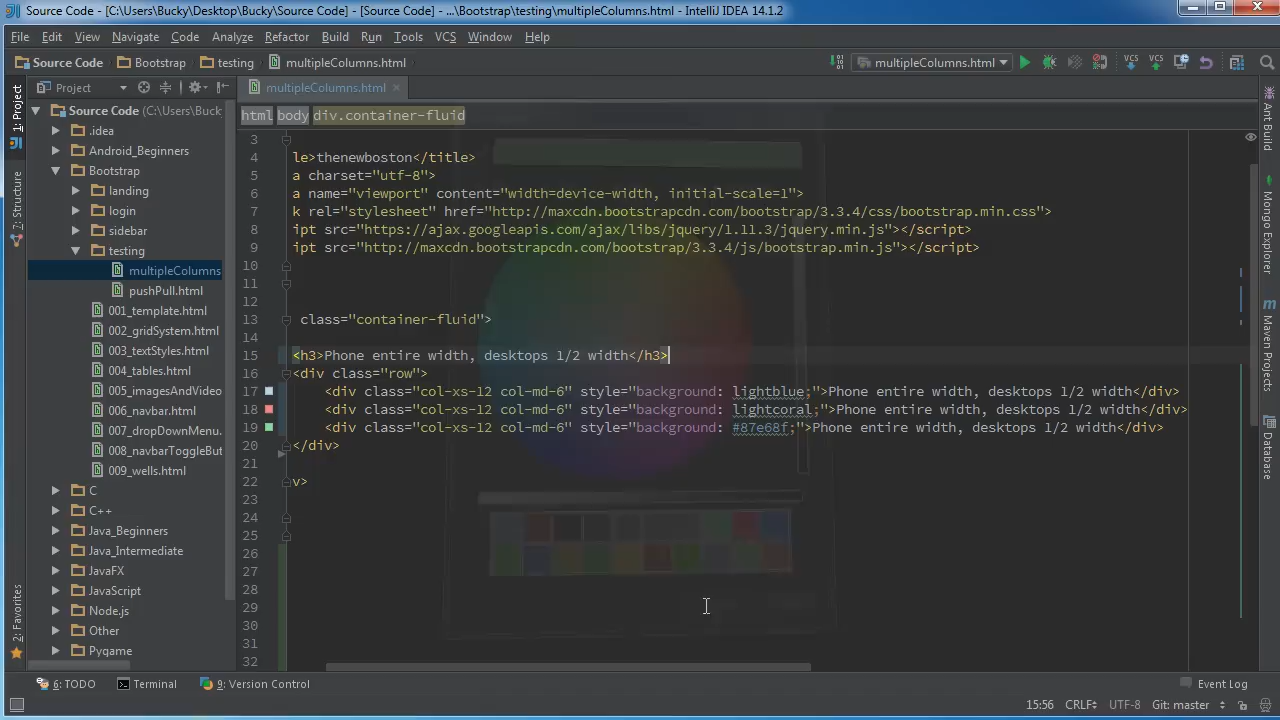 Source Code - [C:\Users\Bucky\Desktop\Bucky\Source Code] - [Source Code] - ...\Bootstrap\testing\multipleColumns.html - IntelliJ IDEA 14.1.2
File Edit View Navigate Code Analyze Refactor Build Run Tools VCS Window Help
Source Code Bootstrap testing multipleColumns.html multipleColumns.html VCS VCS
Project multipleColumns.html
html body div.container-fluid
1: Project
7: Structure
2: Favorites
Source Code (C:\Users\Buck
.idea
Android_Beginners
Bootstrap
landing
login
sidebar
testing
multipleColumns
pushPull.html
001_template.html
002_gridSystem.html
003_textStyles.html
004_tables.html
005_imagesAndVideo
006_navbar.html
007_dropDownMenu.
008_navbarToggleBut
009_wells.html
C
C++
Java_Beginners
Java_Intermediate
JavaFX
JavaScript
Node.js
Other
Pygame
3
4 le>thenewboston</title>
5 a charset="utf-8">
6 a name="viewport" content="width=device-width, initial-scale=1">
7 k rel="stylesheet" href="http://maxcdn.bootstrapcdn.com/bootstrap/3.3.4/css/bootstrap.min.css">
8 ipt src="https://ajax.googleapis.com/ajax/libs/jquery/1.11.3/jquery.min.js"></script>
9 ipt src="http://maxcdn.bootstrapcdn.com/bootstrap/3.3.4/js/bootstrap.min.js"></script>
10
11
12
13 class="container-fluid">
14
15 <h3>Phone entire width, desktops 1/2 width</h3>
16 <div class="row">
17 <div class="col-xs-12 col-md-6" style="background: lightblue;">Phone entire width, desktops 1/2 width</div>
18 <div class="col-xs-12 col-md-6" style="background: lightcoral;">Phone entire width, desktops 1/2 width</div>
19 <div class="col-xs-12 col-md-6" style="background: #87e68f;">Phone entire width, desktops 1/2 width</div>
20 </div>
21
22 v>
23
24
25
26
27
28
29
30
31
32
Ant Build
Mongo Explorer
Maven Projects
Database
6: TODO Terminal 9: Version Control Event Log
15:56 CRLF UTF-8 Git: master